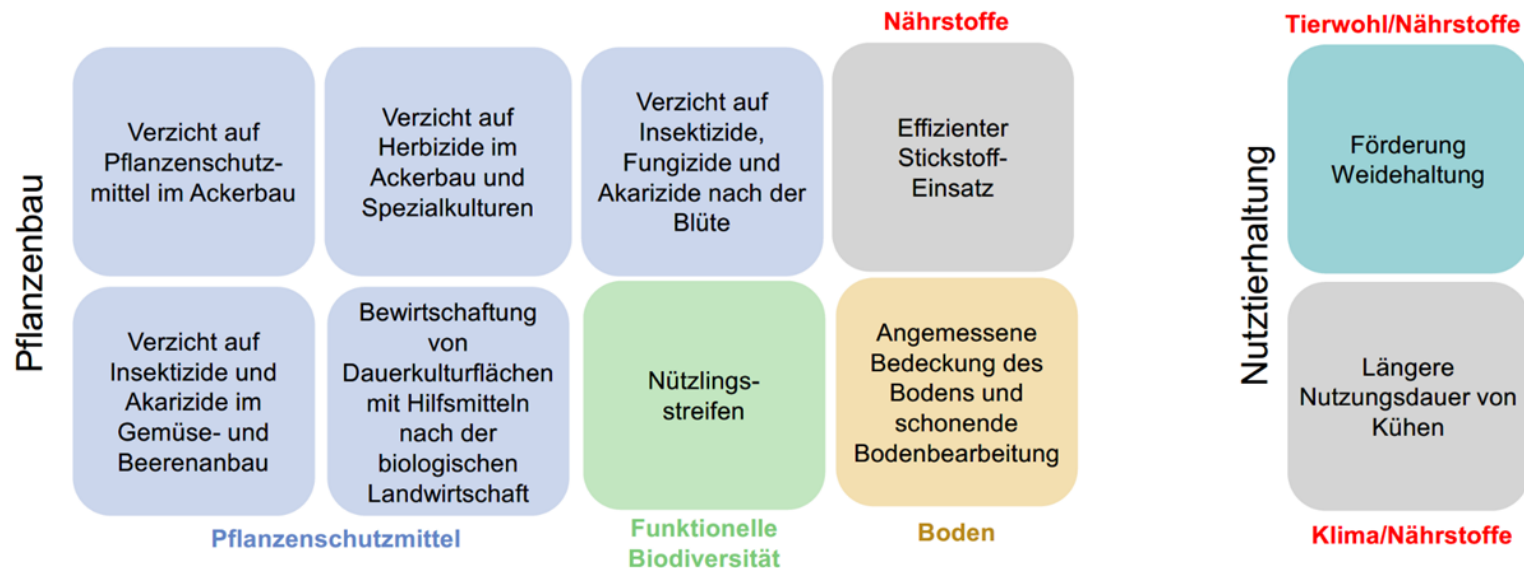 Pflanzenbau
Nährstoffe
Verzicht auf
Pflanzenschutz-
mittel im Ackerbau
Verzicht auf
Herbizide im
Ackerbau und
Spezialkulturen
Verzicht auf
Insektizide,
Fungizide und
Akarizide nach der
Blüte
Effizienter
Stickstoff-
Einsatz
Verzicht auf
Insektizide und
Akarizide im
Gemüse- und
Beerenanbau
Bewirtschaftung
von
Dauerkulturflächen
mit Hilfsmitteln
nach der
biologischen
Landwirtschaft
Nützlings-
streifen
Angemessene
Bedeckung des
Bodens und
schonende
Bodenbearbeitung
Pflanzenschutzmittel
Funktionelle
Biodiversität
Boden
Nutztierhaltung
Tierwohl/Nährstoffe
Förderung
Weidehaltung
Längere
Nutzungsdauer von
Kühen
Klima/Nährstoffe